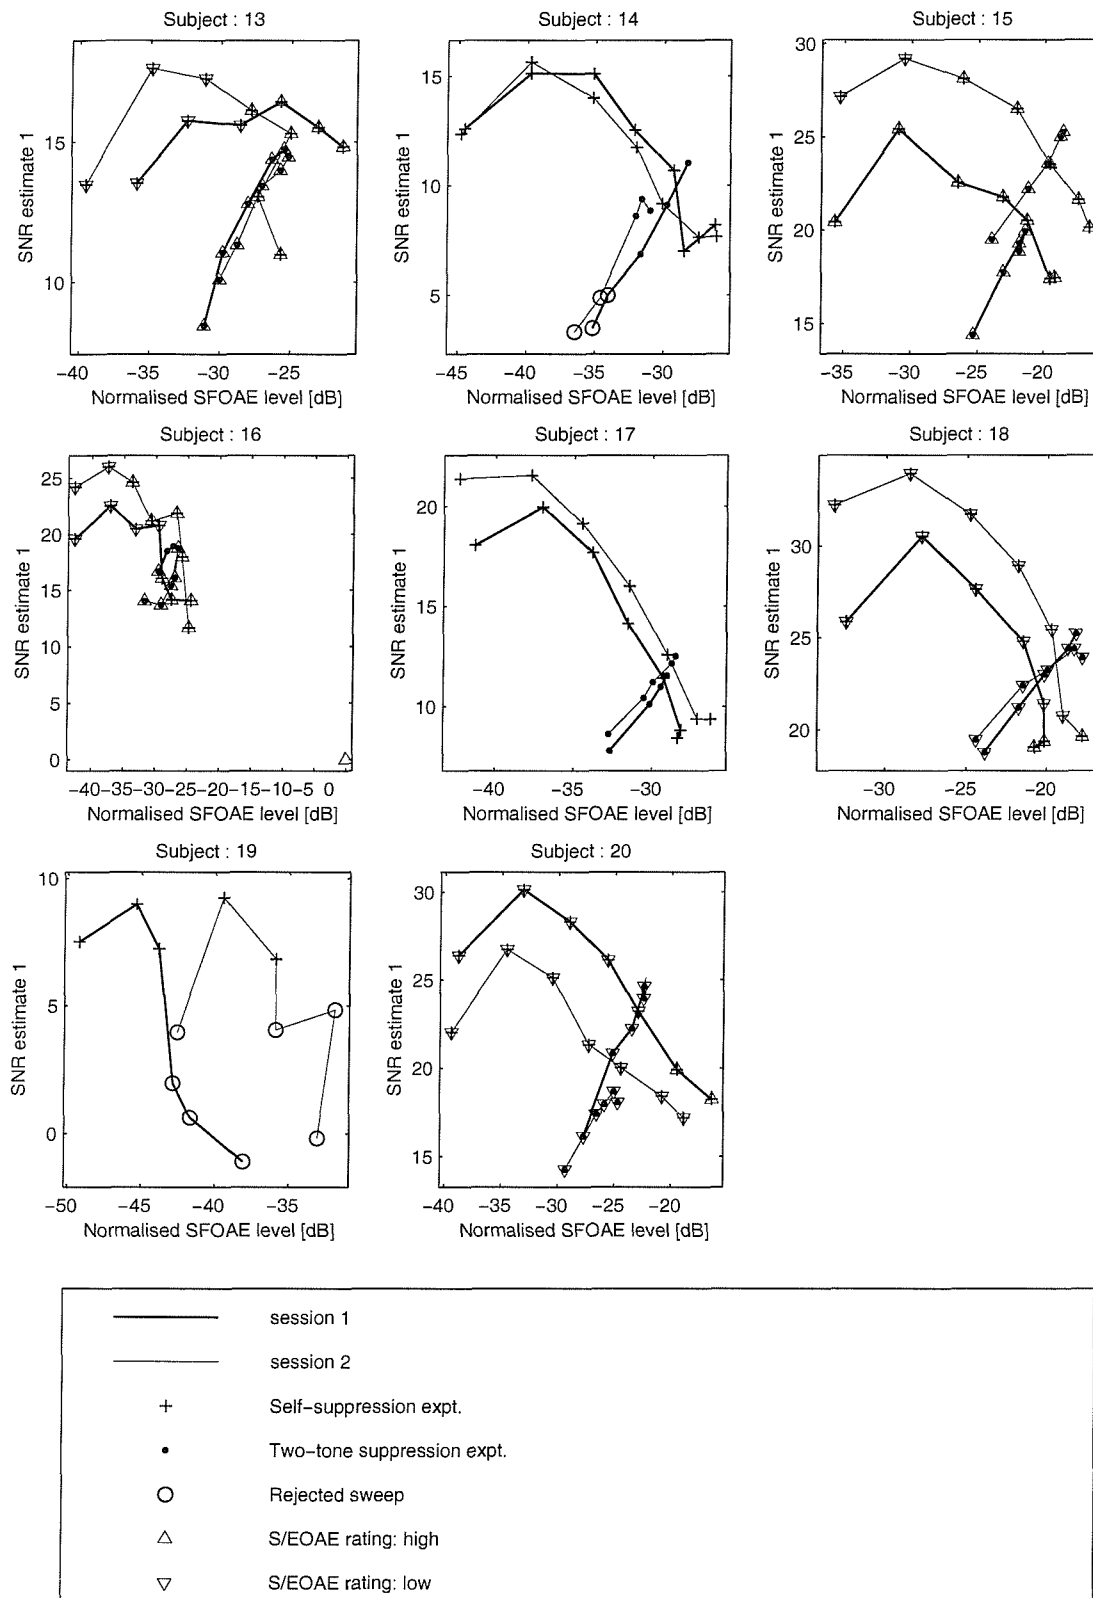 Subject : 13
15
10
SNR estimate 1
−40 −35 −30 −25
Normalised SFOAE level [dB]
Subject : 14
15
10
5
SNR estimate 1
−45 −40 −35 −30
Normalised SFOAE level [dB]
Subject : 15
30
25
20
15
SNR estimate 1
−35 −30 −25 −20
Normalised SFOAE level [dB]
Subject : 16
25
20
15
10
5
0
SNR estimate 1
−40−35−30−25−20−15−10−5 0
Normalised SFOAE level [dB]
Subject : 17
20
15
10
SNR estimate 1
−40 −35 −30
Normalised SFOAE level [dB]
Subject : 18
30
25
20
SNR estimate 1
−30 −25 −20
Normalised SFOAE level [dB]
Subject : 19
10
5
0
SNR estimate 1
−50 −45 −40 −35
Normalised SFOAE level [dB]
Subject : 20
30
25
20
15
SNR estimate 1
−40 −35 −30 −25 −20
Normalised SFOAE level [dB]
session 1
session 2
Self−suppression expt.
Two−tone suppression expt.
Rejected sweep
S/EOAE rating: high
S/EOAE rating: low